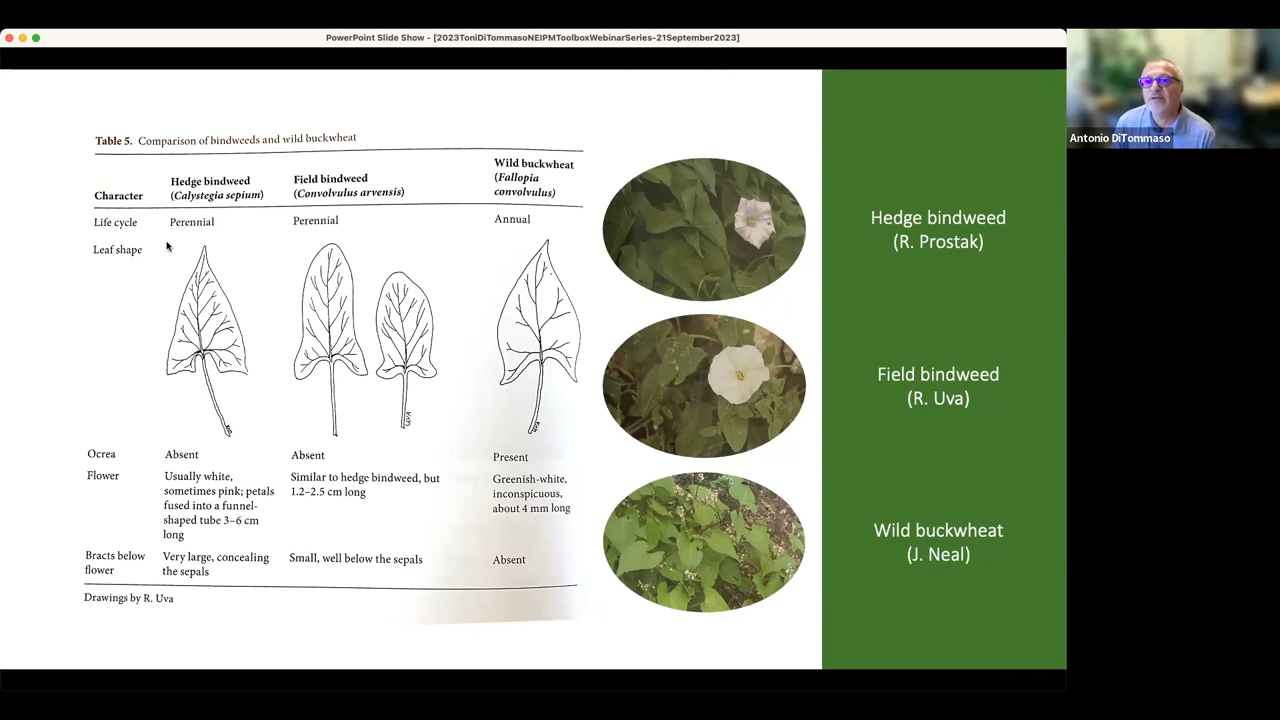 PowerPoint Slide Show - [2023ToniDiTommasoNEIPMToolboxWebinarSeries-21September2023]
Antonio DiTommaso
Table 5. Comparison of bindweeds and wild buckwheat
Character
Hedge bindweed
(Calystegia sepium)
Field bindweed
(Convolvulus arvensis)
Wild buckwheat
(Fallopia
convolvulus)
Life cycle
Perennial
Perennial
Annual
Leaf shape
Ocrea
Absent
Absent
Present
Flower
Usually white,
sometimes pink; petals
fused into a funnel-
shaped tube 3–6 cm
long
Similar to hedge bindweed, but
1.2–2.5 cm long
Greenish-white,
inconspicuous,
about 4 mm long
Bracts below
flower
Very large, concealing
the sepals
Small, well below the sepals
Absent
Drawings by R. Uva
Hedge bindweed
(R. Prostak)
Field bindweed
(R. Uva)
Wild buckwheat
(J. Neal)